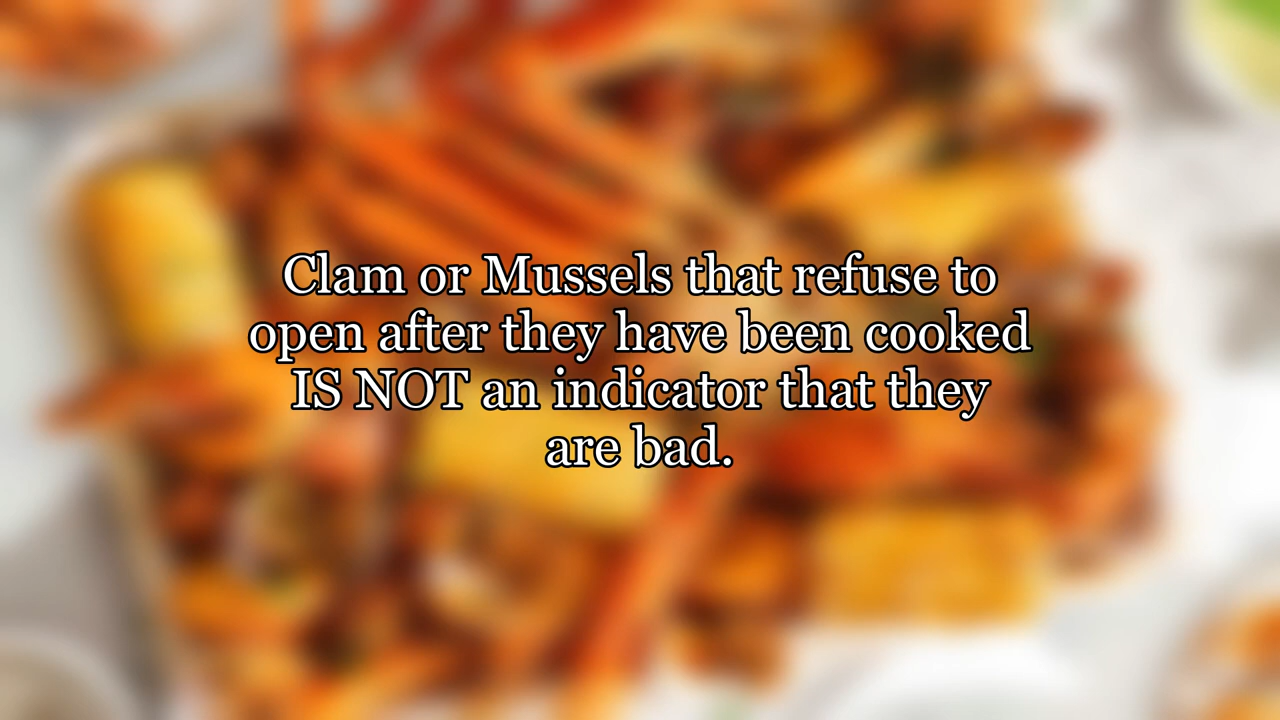 Clam or Mussels that refuse to
open after they have been cooked
IS NOT an indicator that they
are bad.